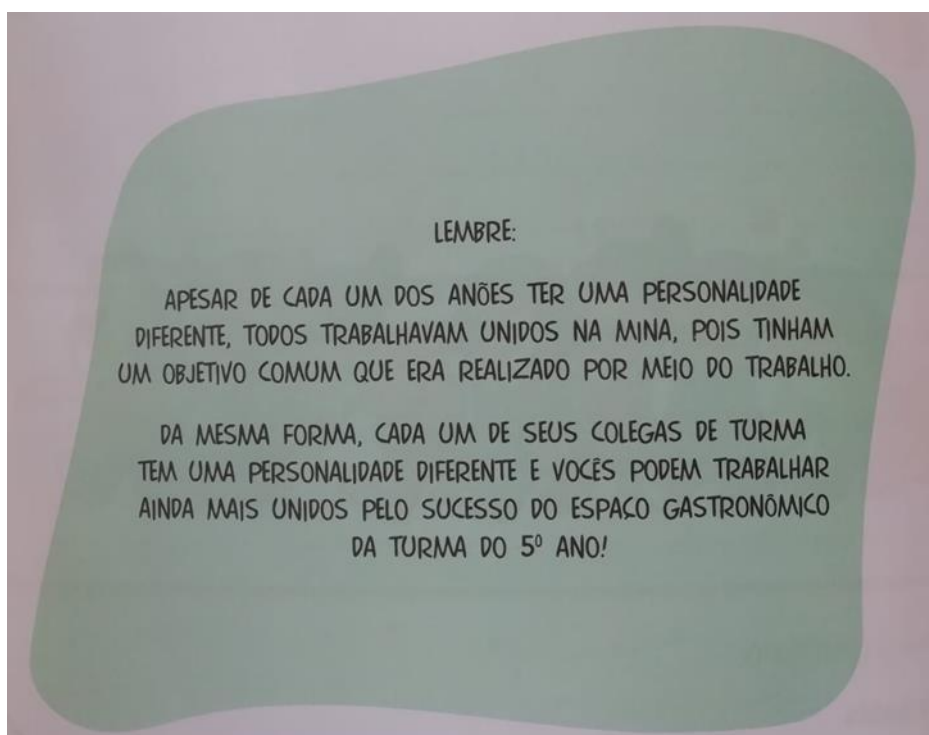 LEMBRE:
APESAR DE CADA UM DOS ANÕES TER UMA PERSONALIDADE
DIFERENTE, TODOS TRABALHAVAM UNIDOS NA MINA, POIS TINHAM
UM OBJETIVO COMUM QUE ERA REALIZADO POR MEIO DO TRABALHO.
DA MESMA FORMA, CADA UM DE SEUS COLEGAS DE TURMA
TEM UMA PERSONALIDADE DIFERENTE E VOCÊS PODEM TRABALHAR
AINDA MAIS UNIDOS PELO SUCESSO DO ESPAÇO GASTRONÔMICO
DA TURMA DO 5º ANO!